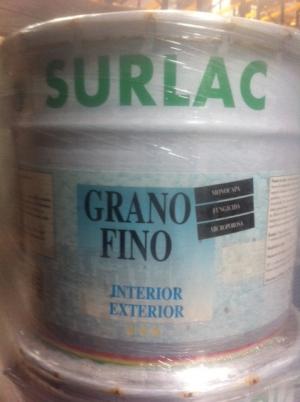 SURLAC
GRANO
FINO
MONOCAPA
FUNGICIDA
MICROPOROSA
INTERIOR
EXTERIOR